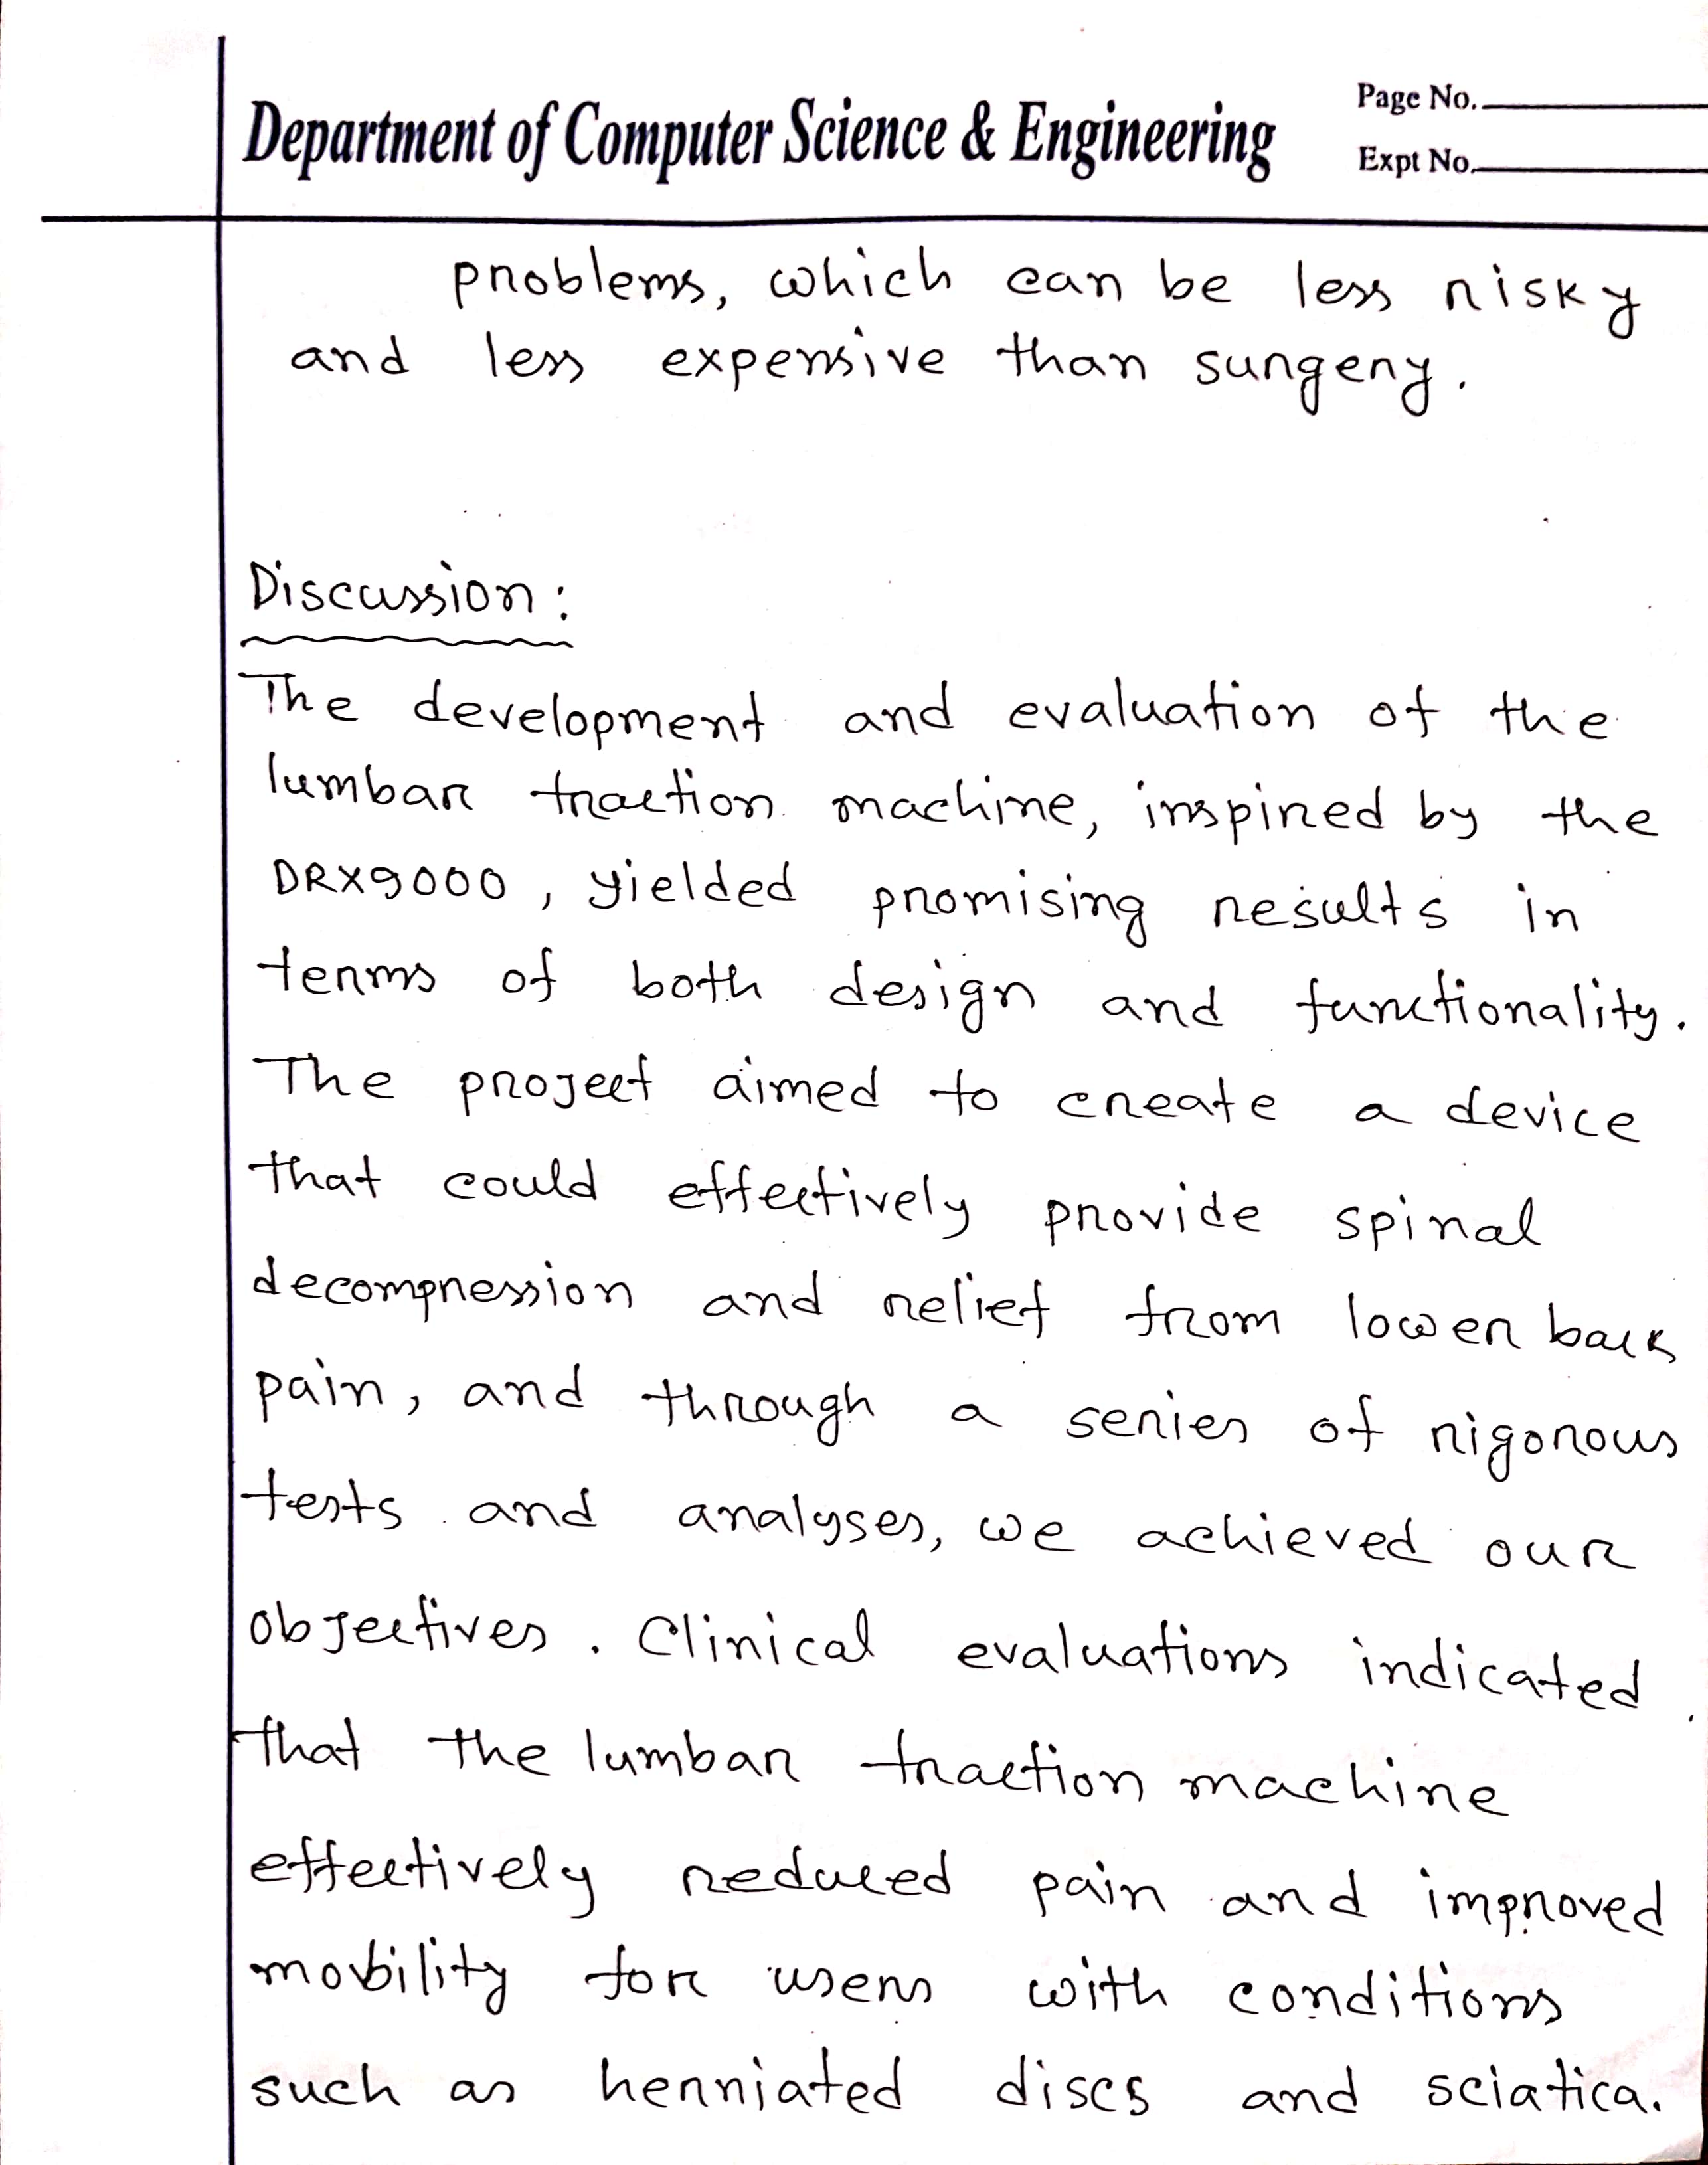 Department of Computer Science & Engineering
Page No.
Expt No.
problems, which can be less risky
and less expensive than surgery.
Discussion:
The development and evaluation of the
lumbar traction machine, inspired by the
DRX9000, yielded promising results in
terms of both design and functionality.
The project aimed to create a device
that could effectively provide spinal
decompression and relief from lower back
pain, and through a series of rigorous
tests and analyses, we achieved our
objectives. Clinical evaluations indicated
that the lumbar traction machine
effectively reduced pain and improved
mobility for users with conditions
such as herniated discs and sciatica.